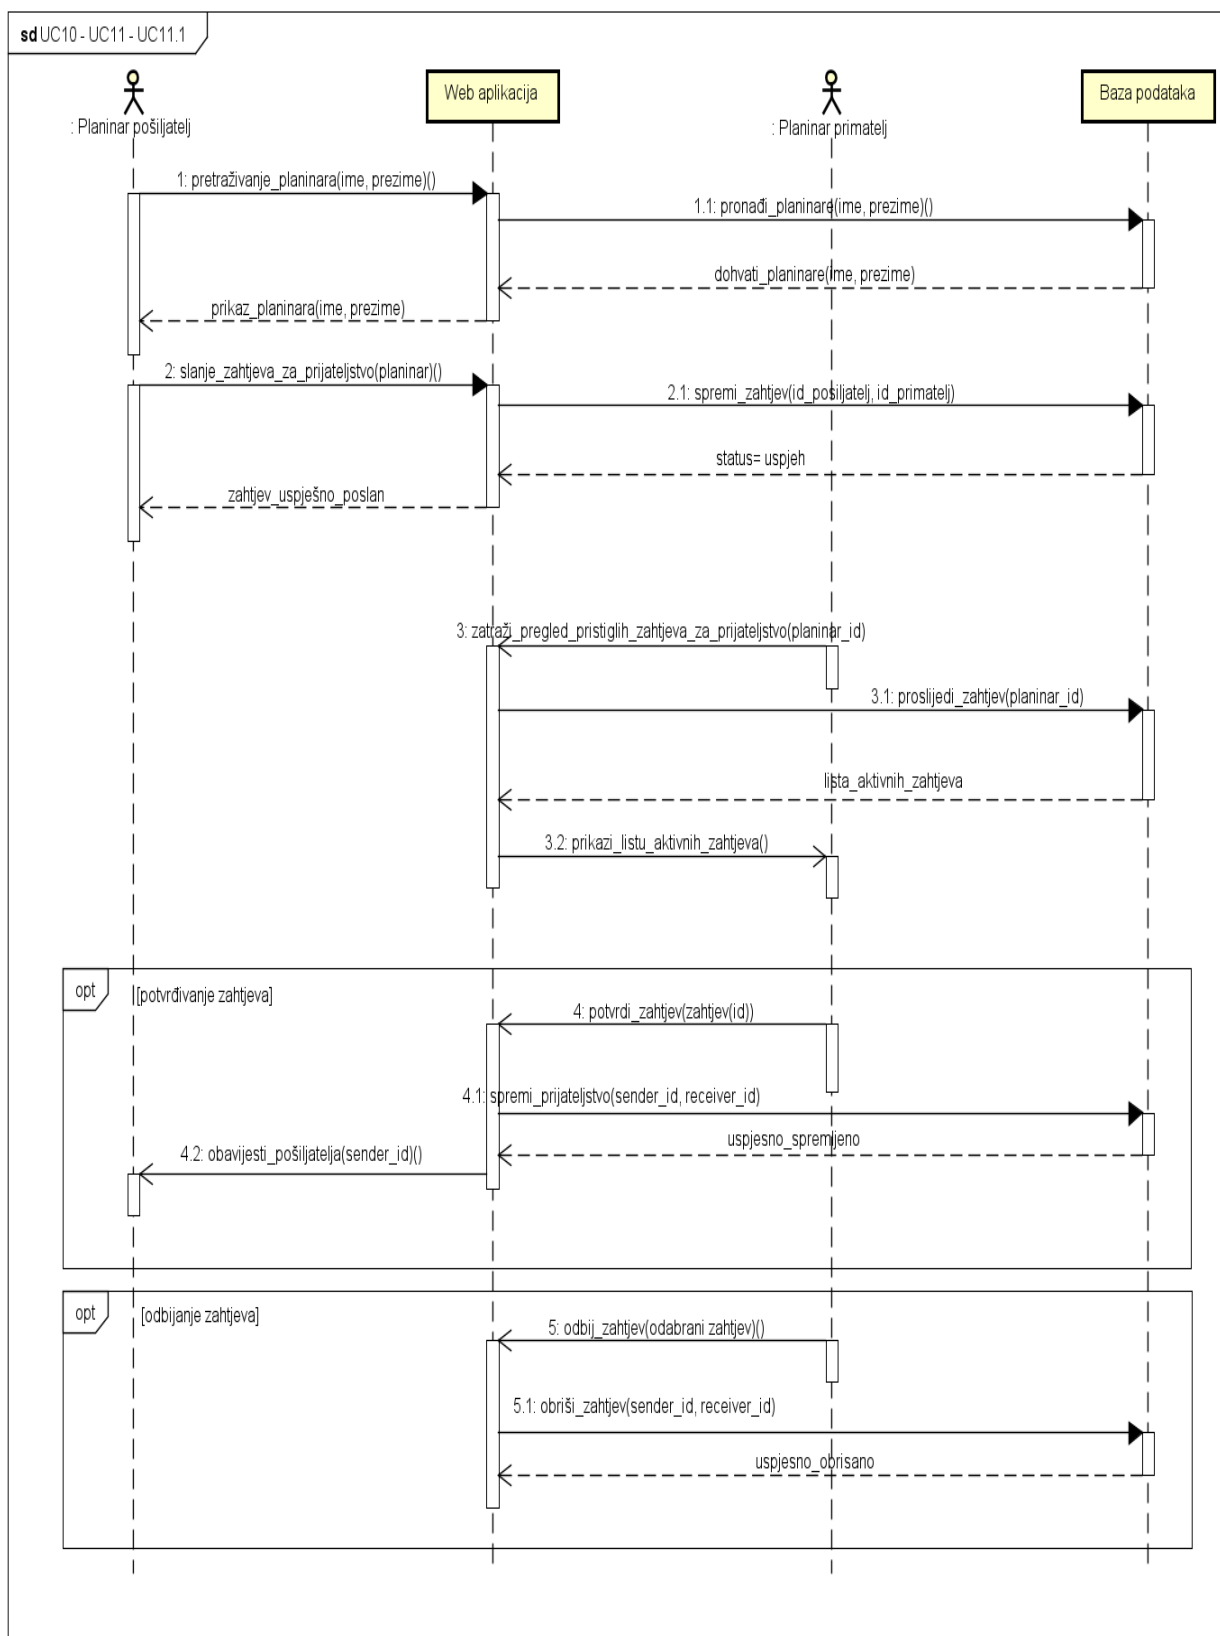 sd UC10 - UC11 - UC11.1
: Planinar pošiljatelj
Web aplikacija
: Planinar primatelj
Baza podataka
1: pretraživanje_planinara(ime, prezime)()
1.1: pronađi_planinare(ime, prezime)()
dohvati_planinare(ime, prezime)
prikaz_planinara(ime, prezime)
2: slanje_zahtjeva_za_prijateljstvo(planinar)()
2.1: spremi_zahtjev(id_posiljatelj, id_primatelj)
status= uspjeh
zahtjev_uspješno_poslan
3: zatraži_pregled_pristiglih_zahtjeva_za_prijateljstvo(planinar_id)
3.1: proslijedi_zahtjev(planinar_id)
lista_aktivnih_zahtjeva
3.2: prikazi_listu_aktivnih_zahtjeva()
opt
[potvrđivanje zahtjeva]
4: potvrdi_zahtjev(zahtjev(id))
4.1: spremi_prijateljstvo(sender_id, receiver_id)
uspjesno_spremljeno
4.2: obavijesti_pošiljatelja(sender_id)()
opt
[odbijanje zahtjeva]
5: odbij_zahtjev(odabrani zahtjev)()
5.1: obriši_zahtjev(sender_id, receiver_id)
uspjesno_obrisano